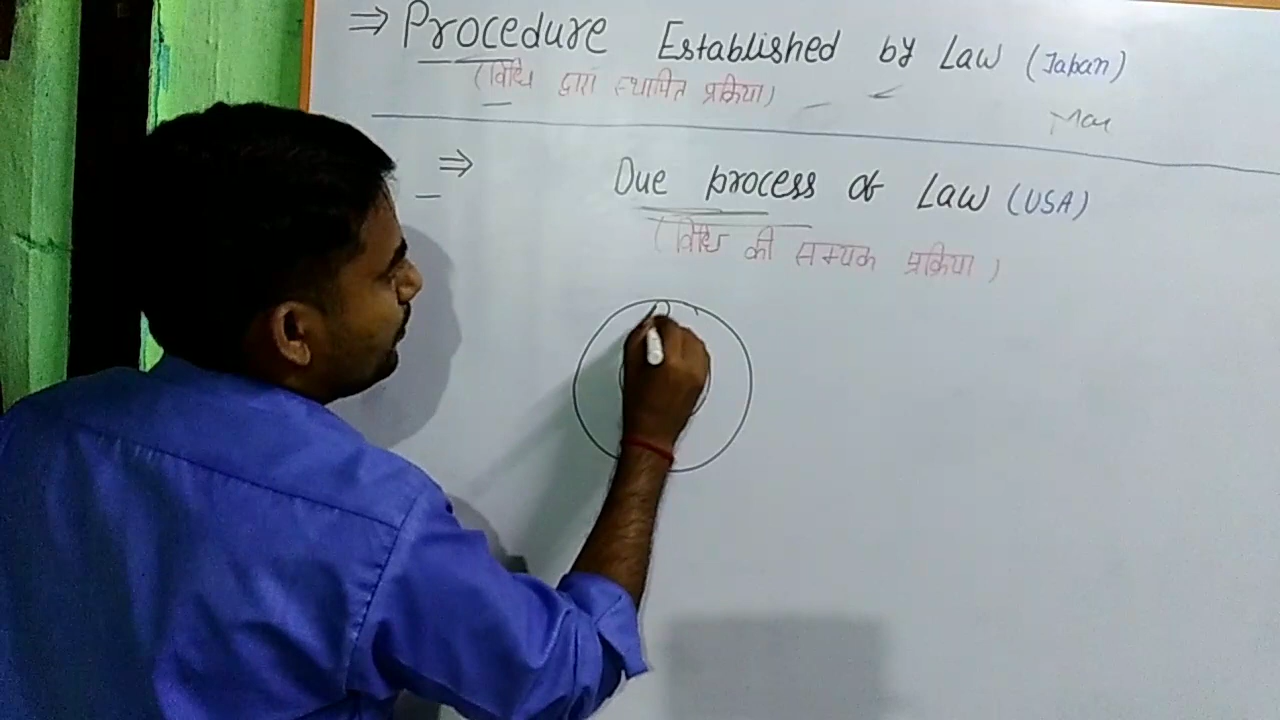 ⇒ Procedure Established by Law (Japan)
(विधि द्वारा स्थापित प्रक्रिया)
⇒ Due process of Law (USA)
(विधि की सम्यक प्रक्रिया)